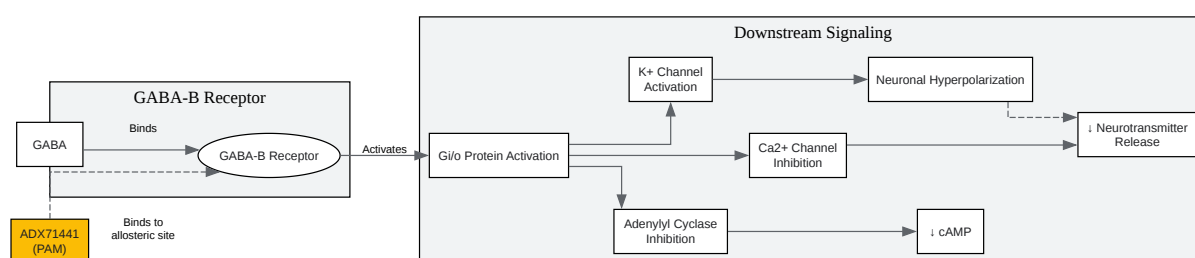 Downstream Signaling
K+ Channel
Activation
Neuronal Hyperpolarization
GABA-B Receptor
GABA
Binds
GABA-B Receptor
Activates
Gi/o Protein Activation
Ca2+ Channel
Inhibition
↓ Neurotransmitter
Release
ADX71441
(PAM)
Binds to
allosteric site
Adenylyl Cyclase
Inhibition
↓ cAMP